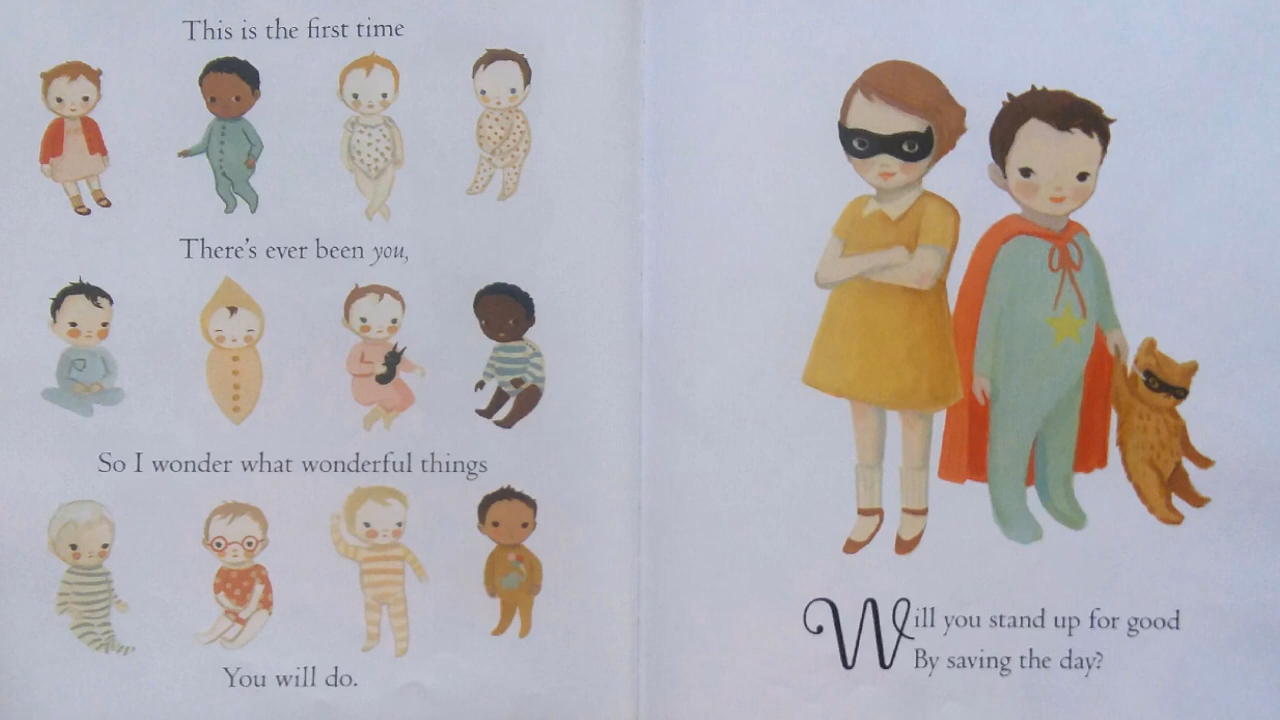 This is the first time
There's ever been you,
So I wonder what wonderful things
You will do.
Will you stand up for good
By saving the day?